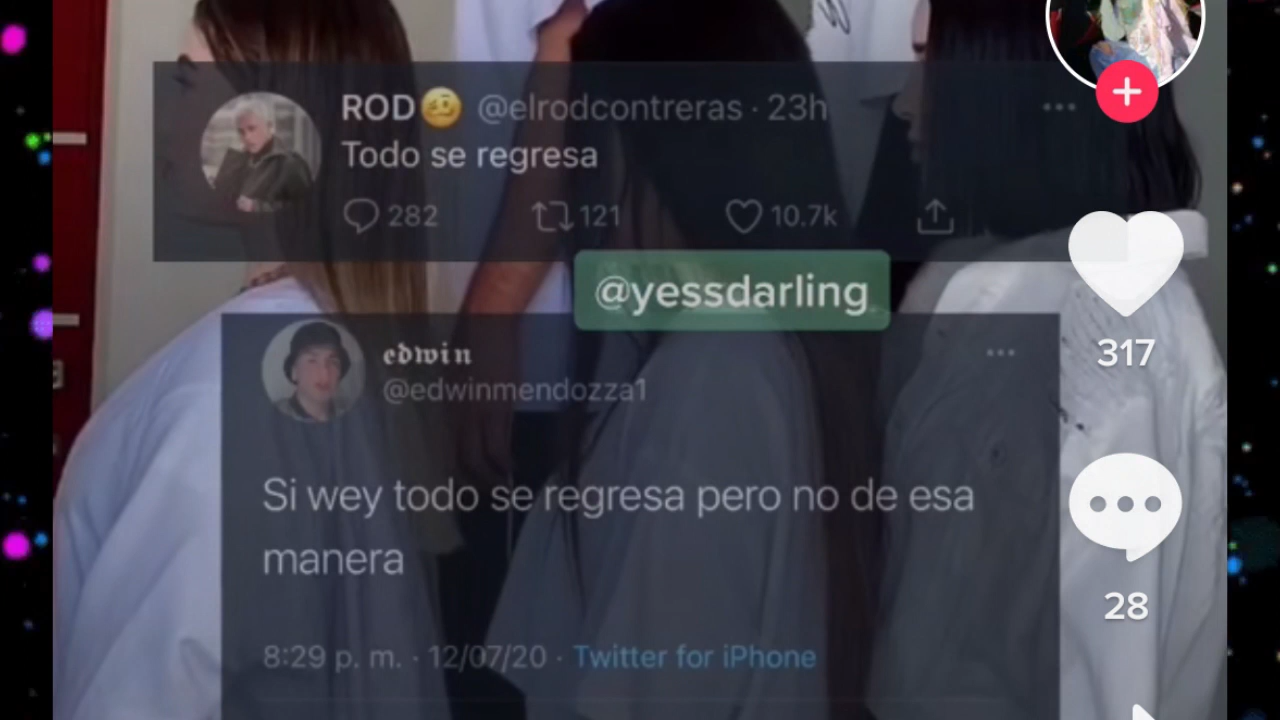 ROD🥴 @elrodcontreras · 23h
Todo se regresa
282 121 10.7k
@yessdarling
317
edwin
@edwinmendozza1
Si wey todo se regresa pero no de esa
manera
28
8:29 p. m. · 12/07/20 · Twitter for iPhone